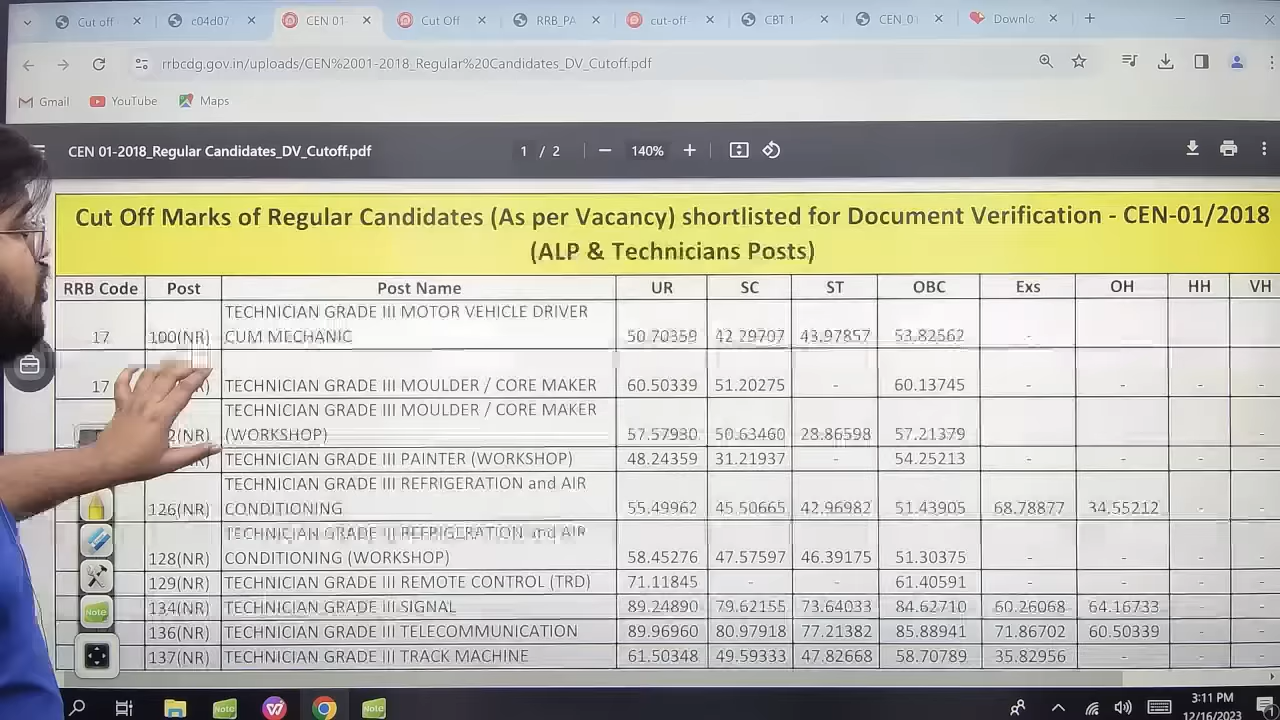 Cut off
c04d07
CEN 01
Cut Off
RRB_PA
cut-off
CBT 1
CEN 01
Downlo
rrbcdg.gov.in/uploads/CEN%2001-2018_Regular%20Candidates_DV_Cutoff.pdf
Gmail YouTube Maps
CEN 01-2018_Regular Candidates_DV_Cutoff.pdf 1 / 2 140%
Cut Off Marks of Regular Candidates (As per Vacancy) shortlisted for Document Verification - CEN-01/2018
(ALP & Technicians Posts)
RRB Code Post Post Name UR SC ST OBC Exs OH HH VH
TECHNICIAN GRADE III MOTOR VEHICLE DRIVER
17 100(NR) CUM MECHANIC 50.70359 42.29707 43.97857 53.82562 -
17 TECHNICIAN GRADE III MOULDER / CORE MAKER 60.50339 51.20275 - 60.13745 - - - -
TECHNICIAN GRADE III MOULDER / CORE MAKER
2(NR) (WORKSHOP) 57.57930 50.63460 28.86598 57.21379 -
TECHNICIAN GRADE III PAINTER (WORKSHOP) 48.24359 31.21937 - 54.25213 - - - -
TECHNICIAN GRADE III REFRIGERATION and AIR
126(NR) CONDITIONING 55.49962 45.50665 42.96982 51.43905 68.78877 34.55212 - -
TECHNICIAN GRADE III REFRIGERATION and AIR
128(NR) CONDITIONING (WORKSHOP) 58.45276 47.57597 46.39175 51.30375 - - - -
129(NR) TECHNICIAN GRADE III REMOTE CONTROL (TRD) 71.11845 - - 61.40591 - - - -
134(NR) TECHNICIAN GRADE III SIGNAL 89.24890 79.62155 73.64033 84.62710 60.26068 64.16733 - -
136(NR) TECHNICIAN GRADE III TELECOMMUNICATION 89.96960 80.97918 77.21382 85.88941 71.86702 60.50339 - -
137(NR) TECHNICIAN GRADE III TRACK MACHINE 61.50348 49.59333 47.82668 58.70789 35.82956 - - -
Note
Note
Note
3:11 PM
12/16/2023